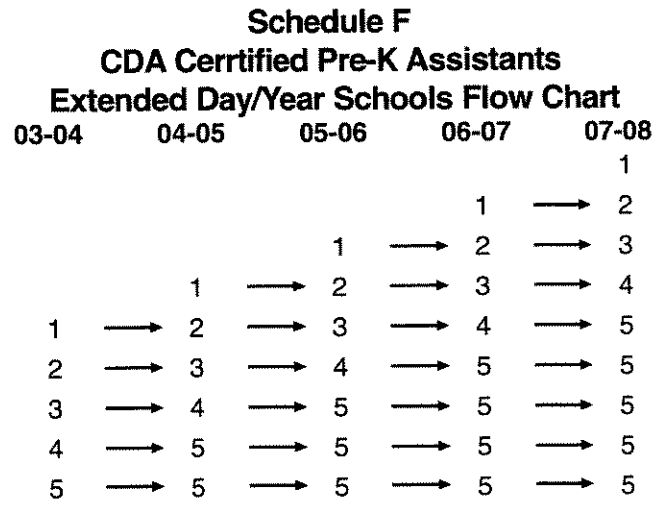 Schedule F
CDA Cerrtified Pre-K Assistants
Extended Day/Year Schools Flow Chart
03-04 04-05 05-06 06-07 07-08
1
1 → 2
1 → 2 → 3
1 → 2 → 3 → 4
1 → 2 → 3 → 4 → 5
2 → 3 → 4 → 5 → 5
3 → 4 → 5 → 5 → 5
4 → 5 → 5 → 5 → 5
5 → 5 → 5 → 5 → 5